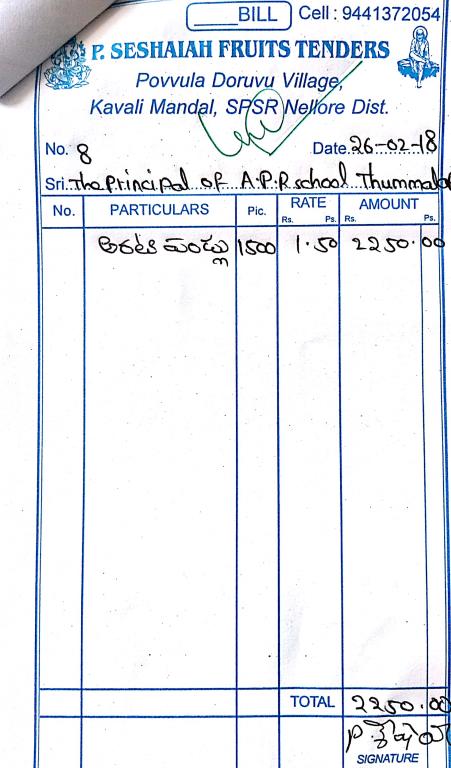 BILL Cell : 9441372054
P. SESHAIAH FRUITS TENDERS
Povvula Doruvu Village,
Kavali Mandal, SPSR Nellore Dist.
No. 8 Date.26-02-18
Sri. The Principal of A.P.R school Thummala
No. PARTICULARS Pic. RATE AMOUNT
Rs. Ps. Rs. Ps.
అరటి పండ్లు 1500 1.50 2250.00
TOTAL 2250.00
SIGNATURE